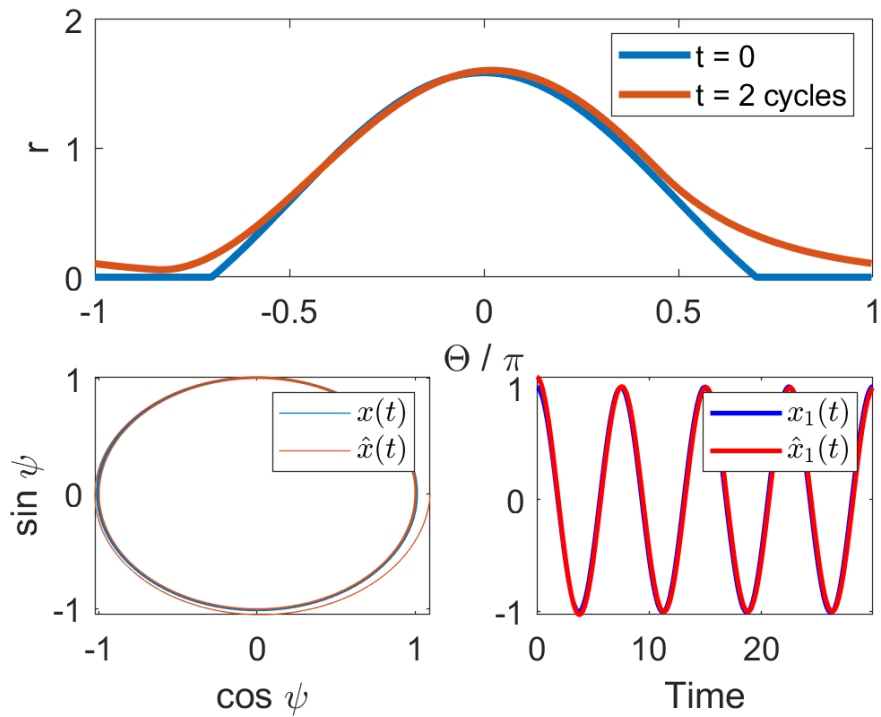 2
t = 0
t = 2 cycles
r
1
0
-1 -0.5 0 0.5 1
Θ / π
1
x(t)
x̂(t)
sin ψ
0
-1
-1 0 1
cos ψ
1
x₁(t)
x̂₁(t)
0
-1
0 10 20
Time